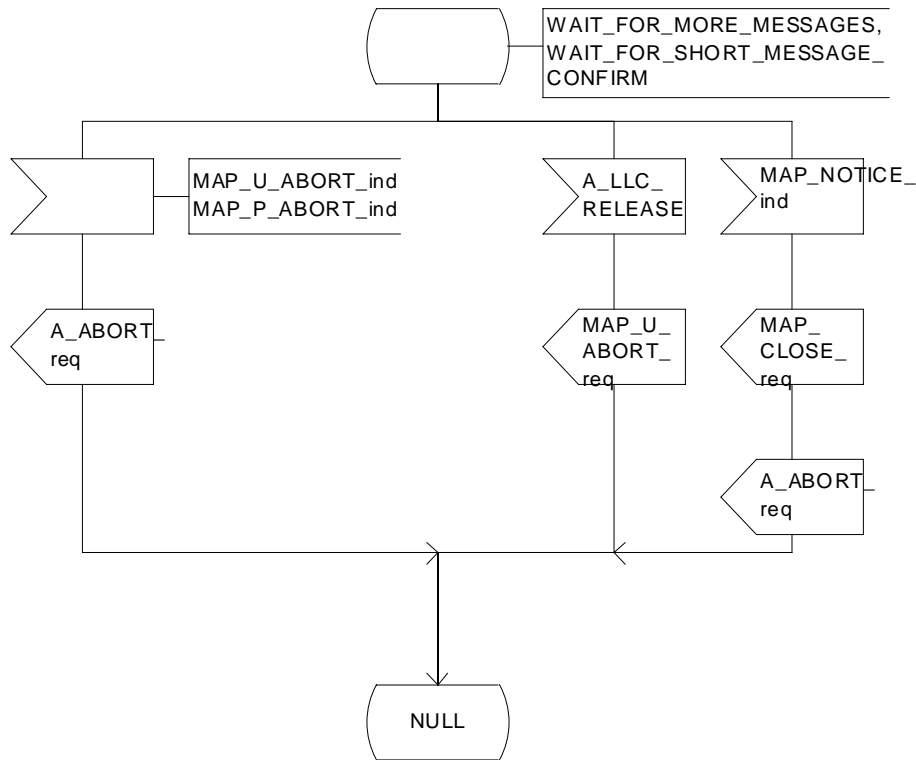 WAIT_FOR_MORE_MESSAGES,
WAIT_FOR_SHORT_MESSAGE_
CONFIRM
MAP_U_ABORT_ind
MAP_P_ABORT_ind
A_LLC_
RELEASE
MAP_NOTICE_
ind
A_ABORT_
req
MAP_U_
ABORT_
req
MAP_
CLOSE_
req
A_ABORT_
req
NULL